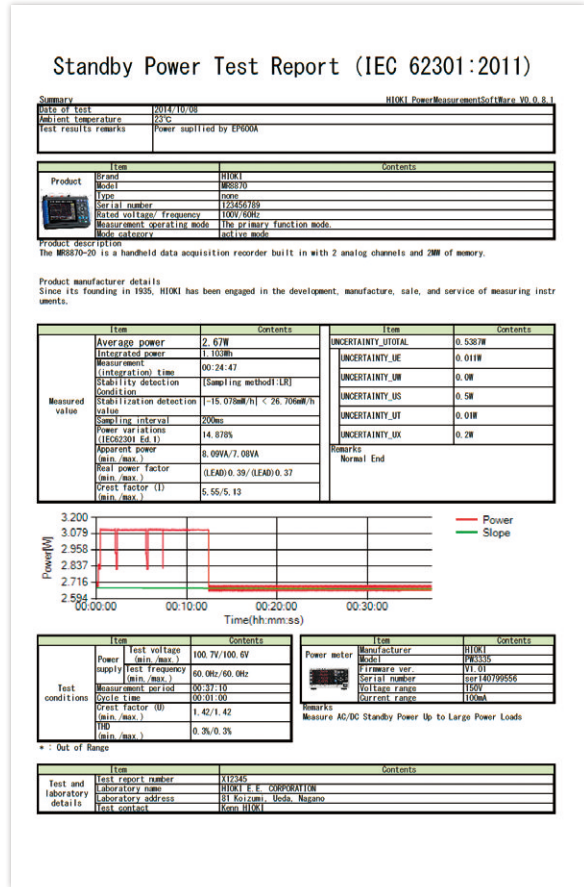 Standby Power Test Report (IEC 62301:2011)
Summary HIOKI PowerMeasurementSoftWare V0.0.8.1
Date of test 2014/10/08
Ambient temperature 23℃
Test results remarks Power supllied by EP600A
Item Contents
Product
Brand HIOKI
Model MR8870
Type none
Serial number 123456789
Rated voltage/ frequency 100V/60Hz
Measurement operating mode The primary function mode.
Mode category active mode
Product description
The MR8870-20 is a handheld data acquisition recorder built in with 2 analog channels and 2MW of memory.
Product manufacturer details
Since its founding in 1935, HIOKI has been engaged in the development, manufacture, sale, and service of measuring instr
uments.
Item Contents
Measured
value
Average power 2.67W
Integrated power 1.103Wh
Measurement
(integration) time 00:24:47
Stability detection
Condition [Sampling method1:LR]
Stabilization detection
value |-15.078mW/h| < 26.706mW/h
Sampling interval 200ms
Power variations
(IEC62301 Ed.1) 14.878%
Apparent power
(min./max.) 8.09VA/7.08VA
Real power factor
(min./max.) (LEAD)0.39/(LEAD)0.37
Crest factor (I)
(min./max.) 5.55/5.13
Item Contents
UNCERTAINTY_UTOTAL 0.5387W
UNCERTAINTY_UE 0.011W
UNCERTAINTY_UW 0.0W
UNCERTAINTY_US 0.5W
UNCERTAINTY_UT 0.01W
UNCERTAINTY_UX 0.2W
Remarks
Normal End
Power[W]
3.200
3.079
2.958
2.837
2.716
2.594
00:00:00 00:10:00 00:20:00 00:30:00
Time(hh:mm:ss)
Power
Slope
Item Contents
Test
conditions
Power
supply
Test voltage
(min./max.) 100.7V/100.6V
Test frequency
(min./max.) 60.0Hz/60.0Hz
Measurement period 00:37:10
Cycle time 00:01:00
Crest factor (U)
(min./max.) 1.42/1.42
THD
(min./max.) 0.3%/0.3%
* : Out of Range
Item Contents
Power meter
Manufacturer HIOKI
Model PW3335
Firmware ver. V1.01
Serial number ser140799556
Voltage range 150V
Current range 100mA
Remarks
Measure AC/DC Standby Power Up to Large Power Loads
Item Contents
Test and
laboratory
details
Test report number X12345
Laboratory name HIOKI E.E. CORPORATION
Laboratory address 81 Koizumi, Ueda, Nagano
Test contact Kenn HIOKI